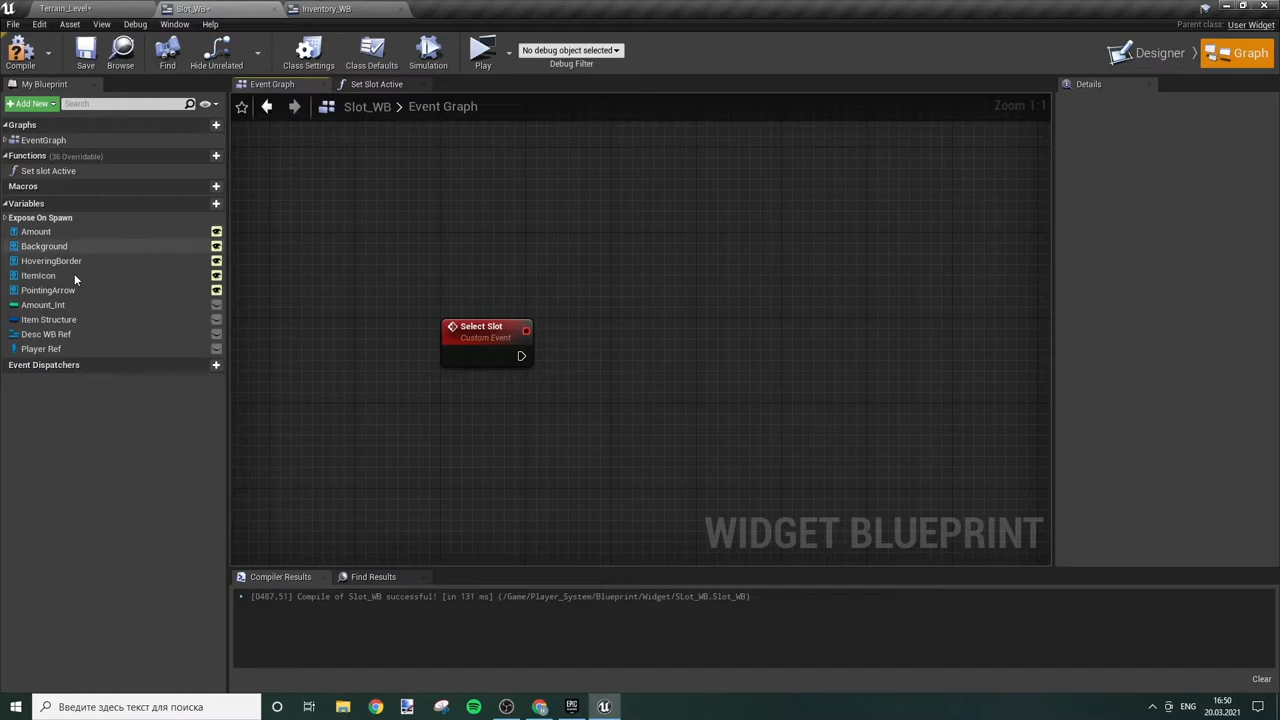 Terrain_Level*
Slot_WB*
Inventory_WB
File Edit Asset View Debug Window Help
Parent class: User Widget
Compile
Save
Browse
Find
Hide Unrelated
Class Settings
Class Defaults
Simulation
Play
No debug object selected
Debug Filter
Designer
Graph
My Blueprint
Event Graph
Set Slot Active
Details
Add New
Search
Slot_WB > Event Graph
Zoom 1:1
Graphs
EventGraph
Functions (36 Overridable)
Set slot Active
Macros
Variables
Expose On Spawn
Amount
Background
HoveringBorder
ItemIcon
PointingArrow
Amount_Int
Item Structure
Desc WB Ref
Player Ref
Event Dispatchers
Select Slot
Custom Event
WIDGET BLUEPRINT
Compiler Results
Find Results
[0487.51] Compile of Slot_WB successful! [in 131 ms] (/Game/Player_System/Blueprint/Widget/SLot_WB.Slot_WB)
Clear
Введите здесь текст для поиска
EPIC
ENG
16:50
20.03.2021